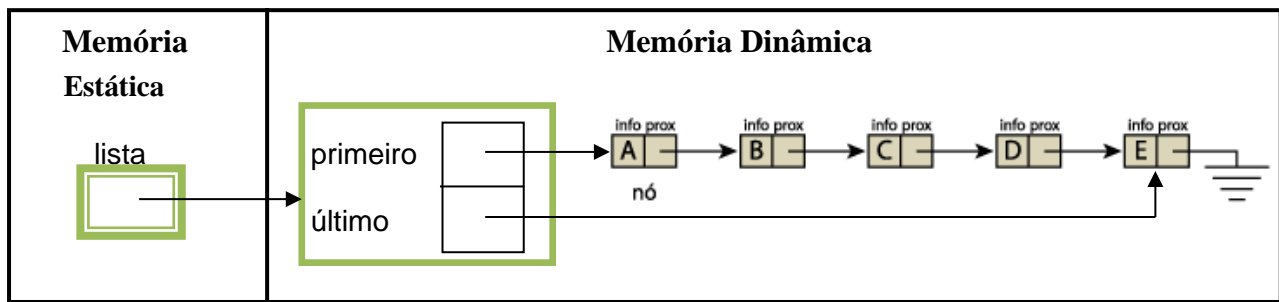 Memória
Estática
Memória Dinâmica
lista
primeiro
último
info prox info prox info prox info prox info prox
A B C D E
nó